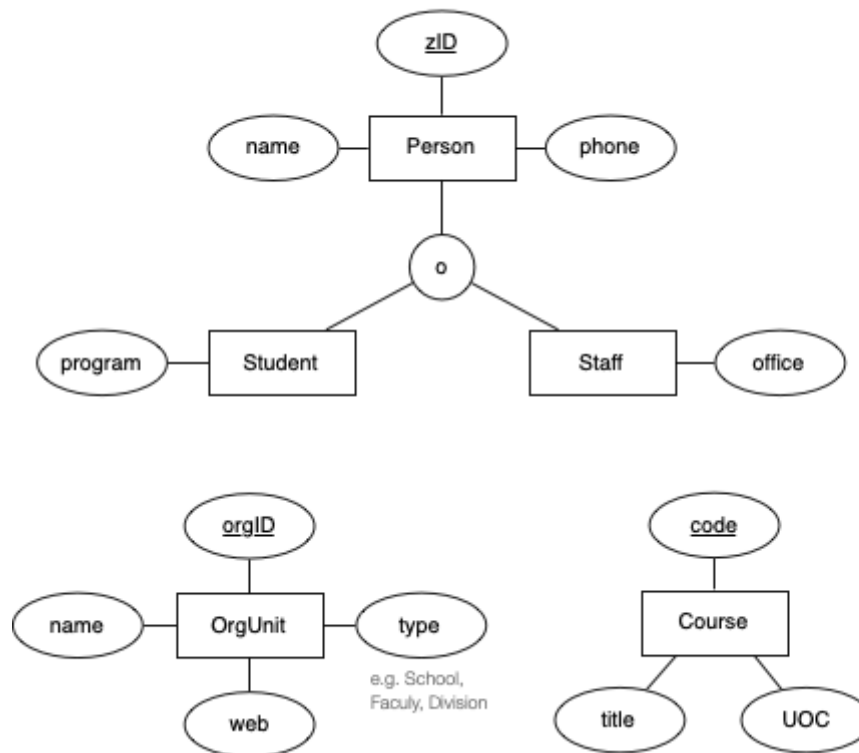 zID
name
Person
phone
o
program
Student
Staff
office
orgID
code
name
OrgUnit
type
Course
e.g. School,
Faculy, Division
web
title
UOC